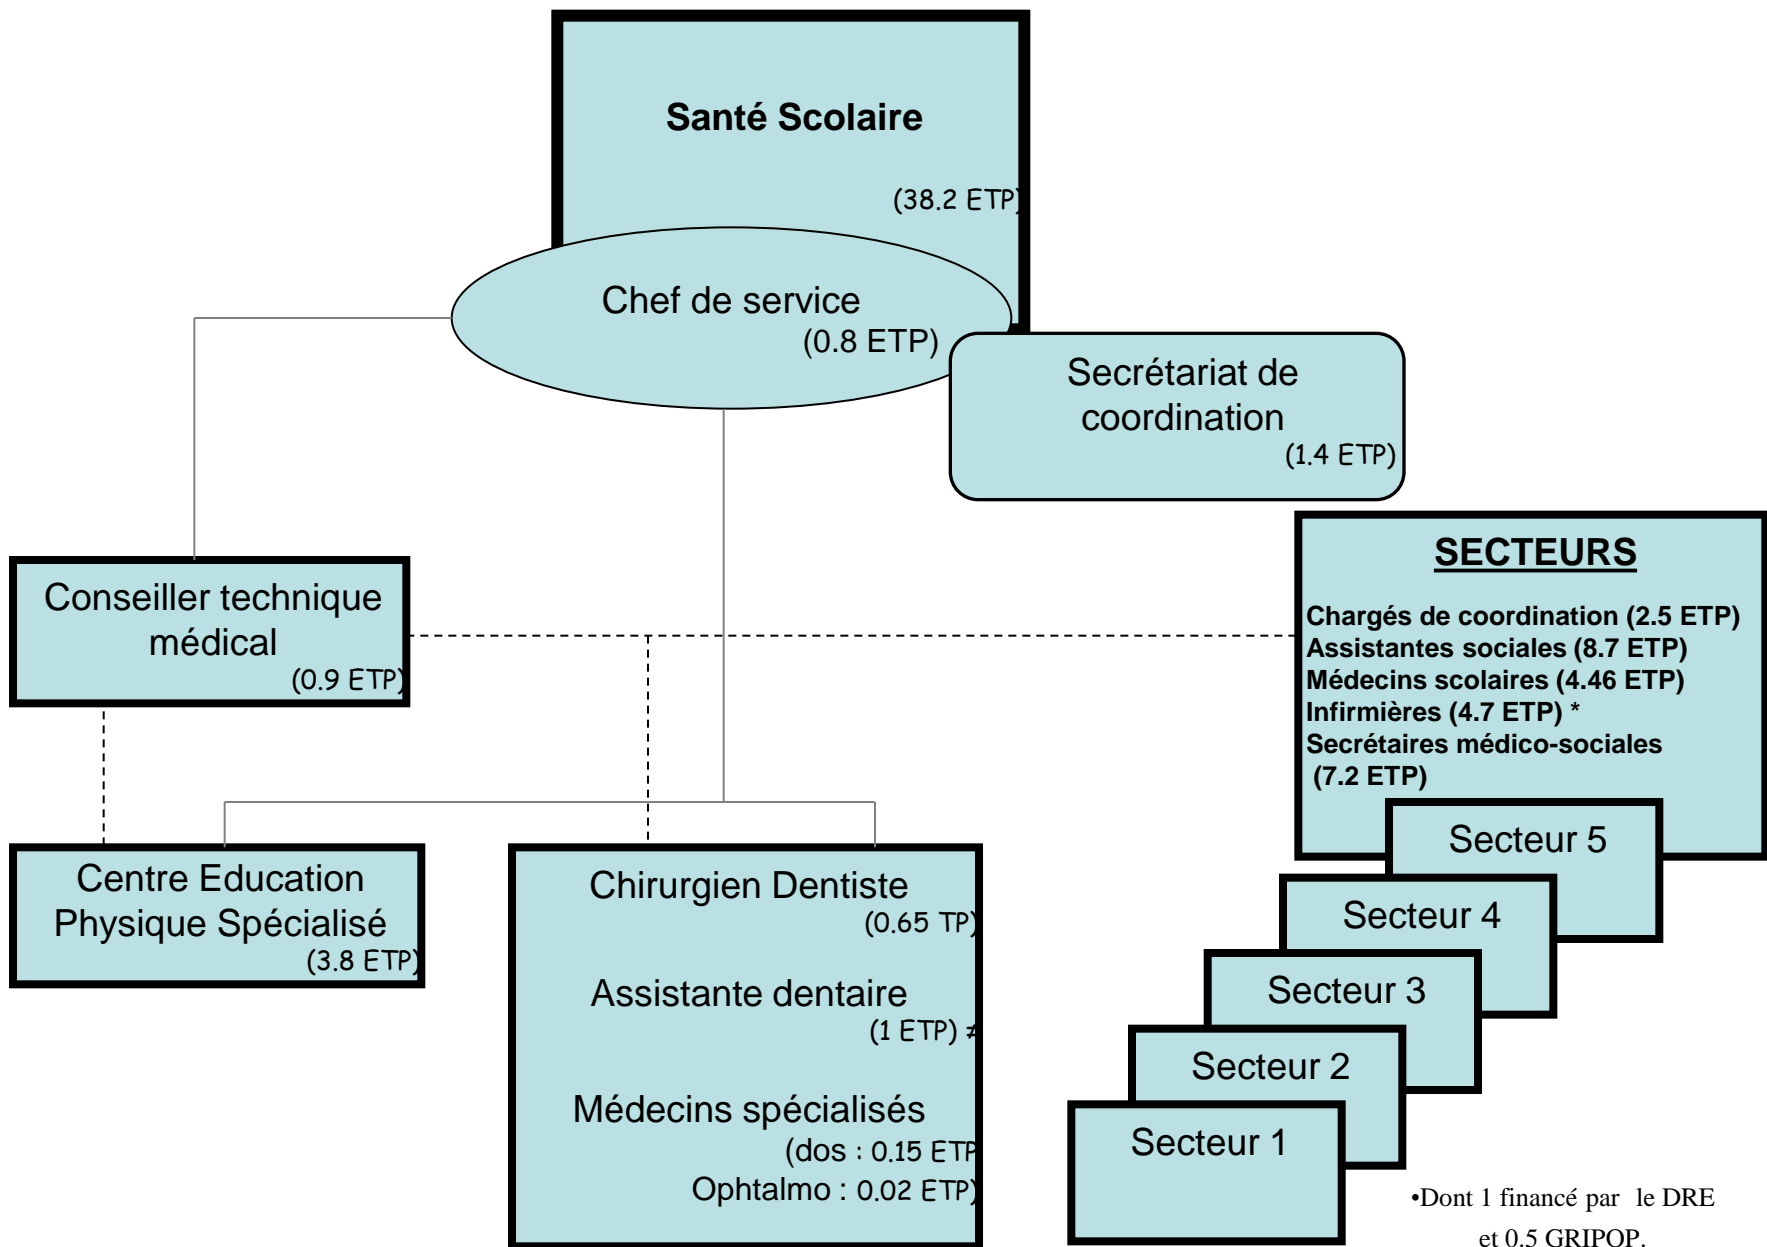 Santé Scolaire
(38.2 ETP)
Chef de service
(0.8 ETP)
Secrétariat de
coordination
(1.4 ETP)
Conseiller technique
médical
(0.9 ETP)
SECTEURS
Chargés de coordination (2.5 ETP)
Assistantes sociales (8.7 ETP)
Médecins scolaires (4.46 ETP)
Infirmières (4.7 ETP) *
Secrétaires médico-sociales
(7.2 ETP)
Centre Education
Physique Spécialisé
(3.8 ETP)
Chirurgien Dentiste
(0.65 TP)
Assistante dentaire
(1 ETP) ≠
Médecins spécialisés
(dos : 0.15 ETP
Ophtalmo : 0.02 ETP)
Secteur 5
Secteur 4
Secteur 3
Secteur 2
Secteur 1
•Dont 1 financé par le DRE
et 0.5 GRIPOP.